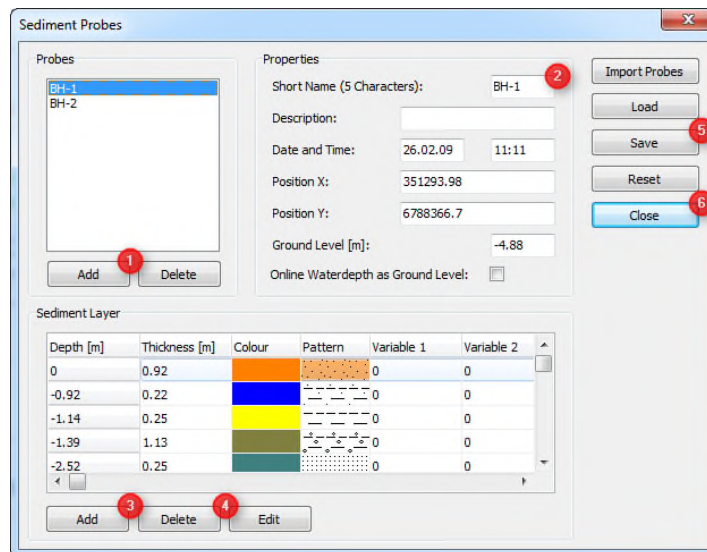 Sediment Probes
Probes
BH-1
BH-2
1
Add Delete
Properties
Short Name (5 Characters): BH-1 2
Description:
Date and Time: 26.02.09 11:11
Position X: 351293.98
Position Y: 6788366.7
Ground Level [m]: -4.88
Online Waterdepth as Ground Level:
Import Probes
Load
5
Save
Reset
6
Close
Sediment Layer
Depth [m] Thickness [m] Colour Pattern Variable 1 Variable 2
0 0.92 0 0
-0.92 0.22 0 0
-1.14 0.25 0 0
-1.39 1.13 0 0
-2.52 0.25 0 0
3 4
Add Delete Edit